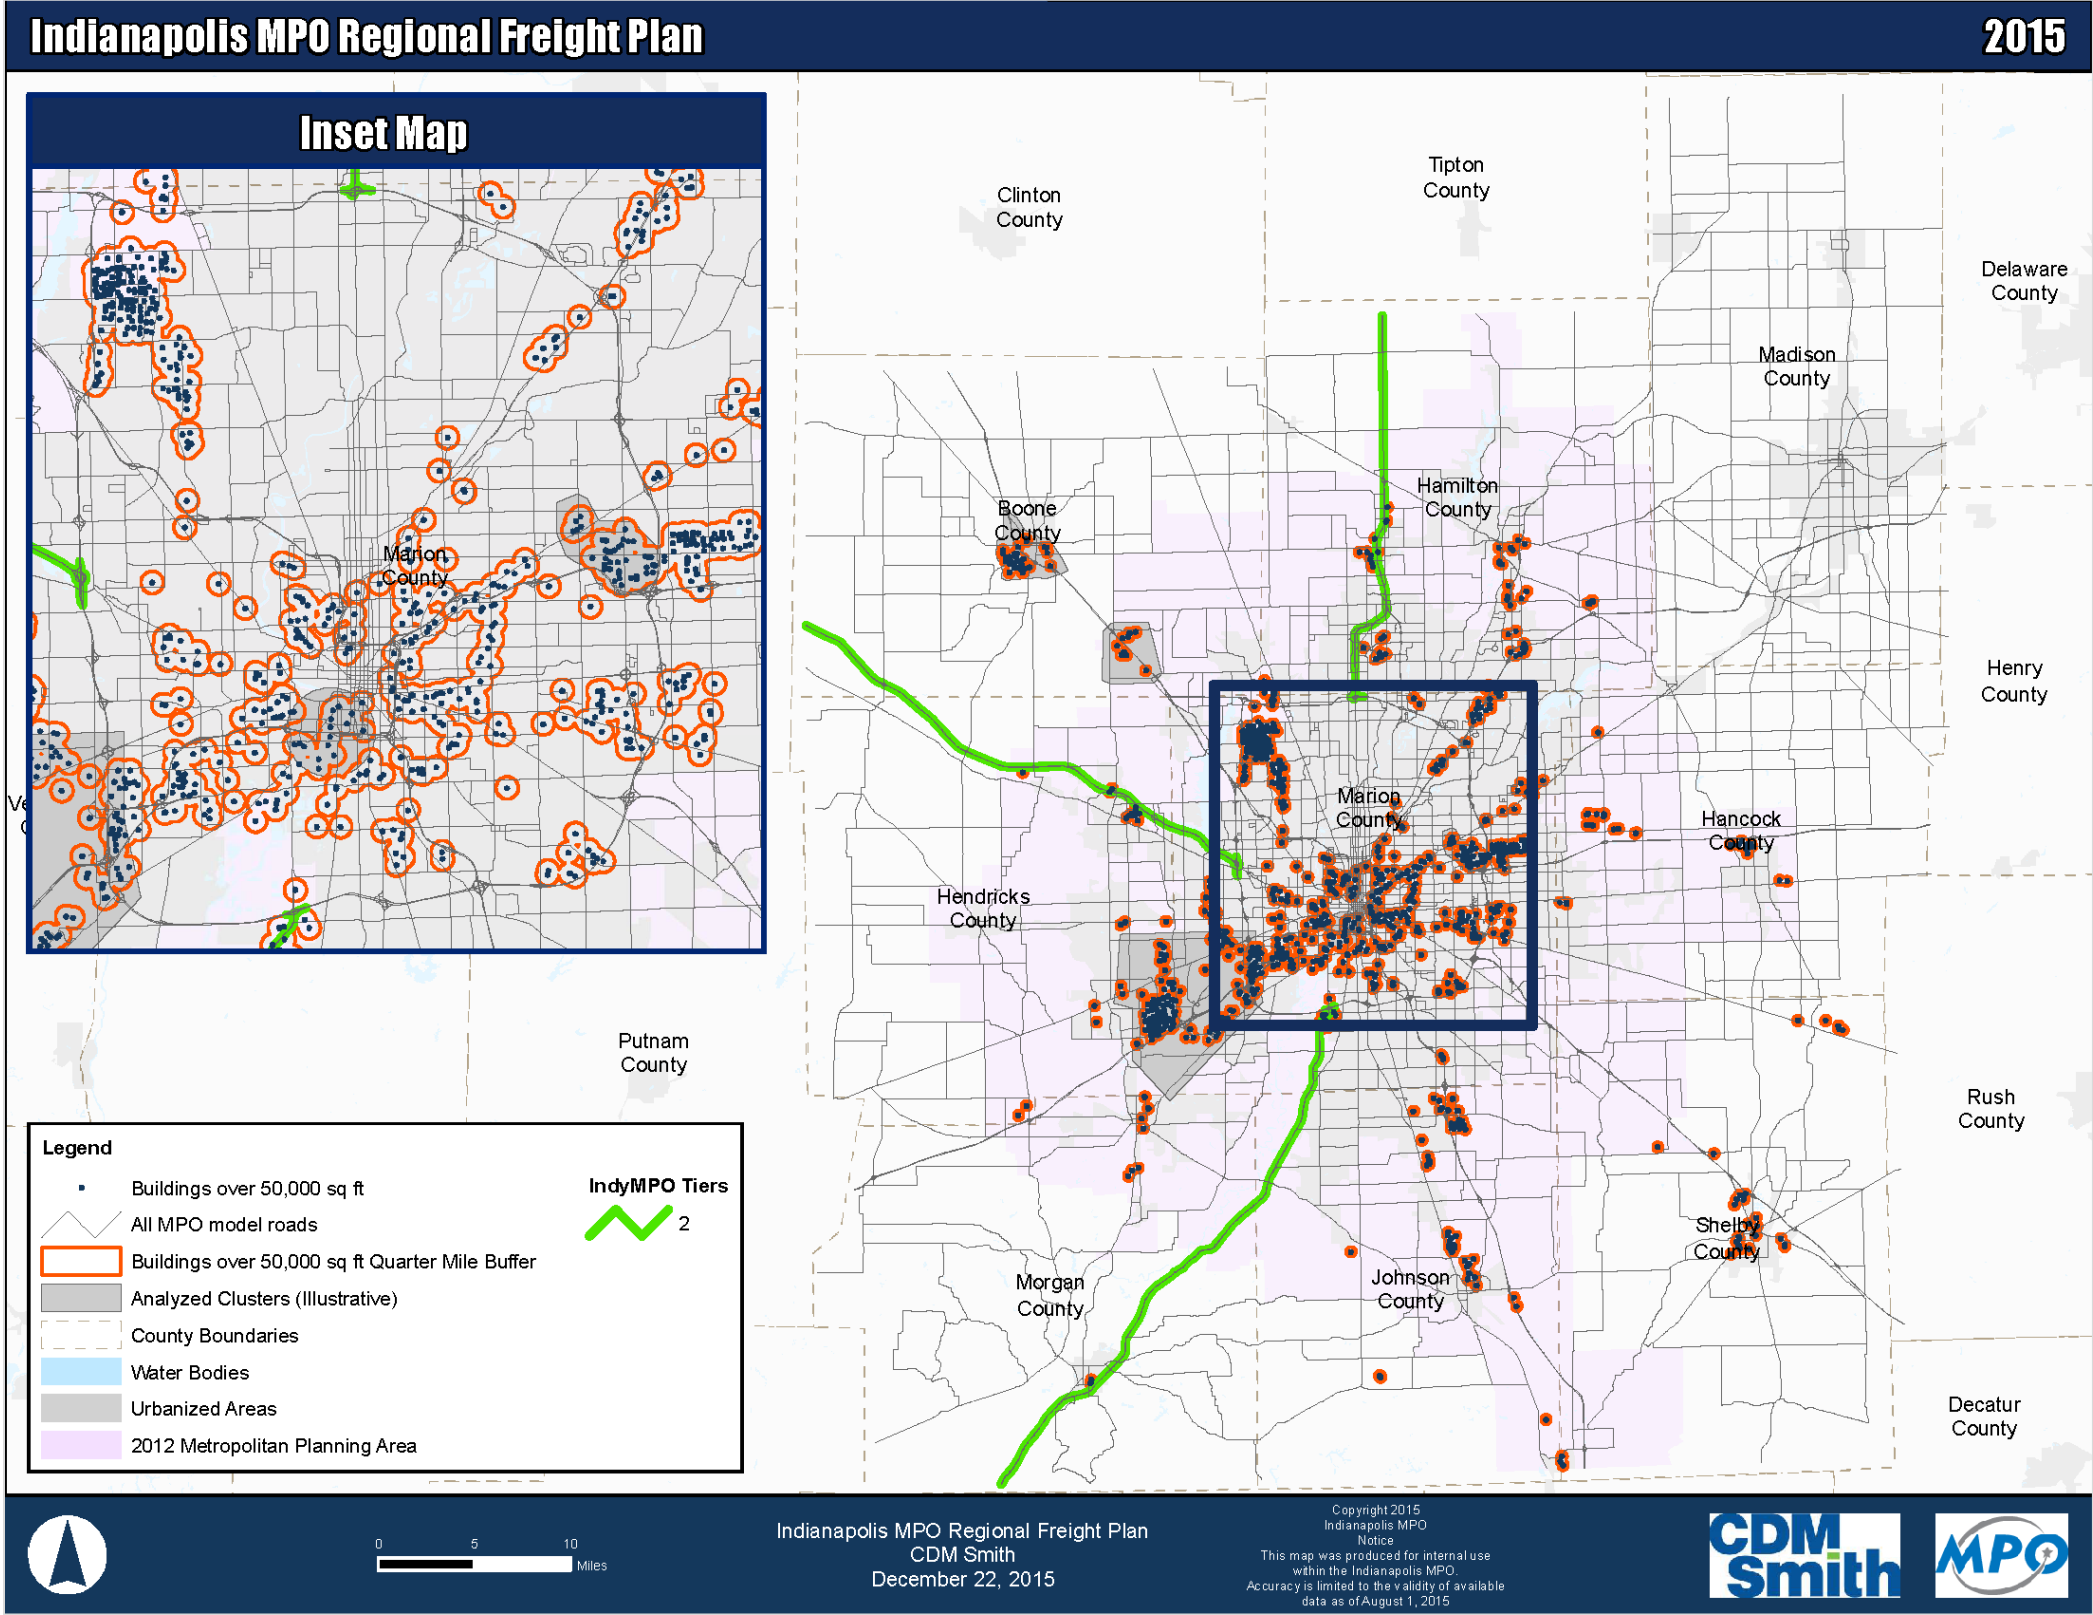 Indianapolis MPO Regional Freight Plan
2015
Inset Map
Marion
County
Clinton
County
Tipton
County
Delaware
County
Madison
County
Hamilton
County
Boone
County
Henry
County
Marion
County
Hancock
County
Hendricks
County
Putnam
County
Rush
County
Shelby
County
Morgan
County
Johnson
County
Decatur
County
Legend
Buildings over 50,000 sq ft
All MPO model roads
Buildings over 50,000 sq ft Quarter Mile Buffer
Analyzed Clusters (Illustrative)
County Boundaries
Water Bodies
Urbanized Areas
2012 Metropolitan Planning Area
IndyMPO Tiers
2
0 5 10
Miles
Indianapolis MPO Regional Freight Plan
CDM Smith
December 22, 2015
Copyright 2015
Indianapolis MPO
Notice
This map was produced for internal use
within the Indianapolis MPO.
Accuracy is limited to the validity of available
data as of August 1, 2015
CDM
Smith
MPO